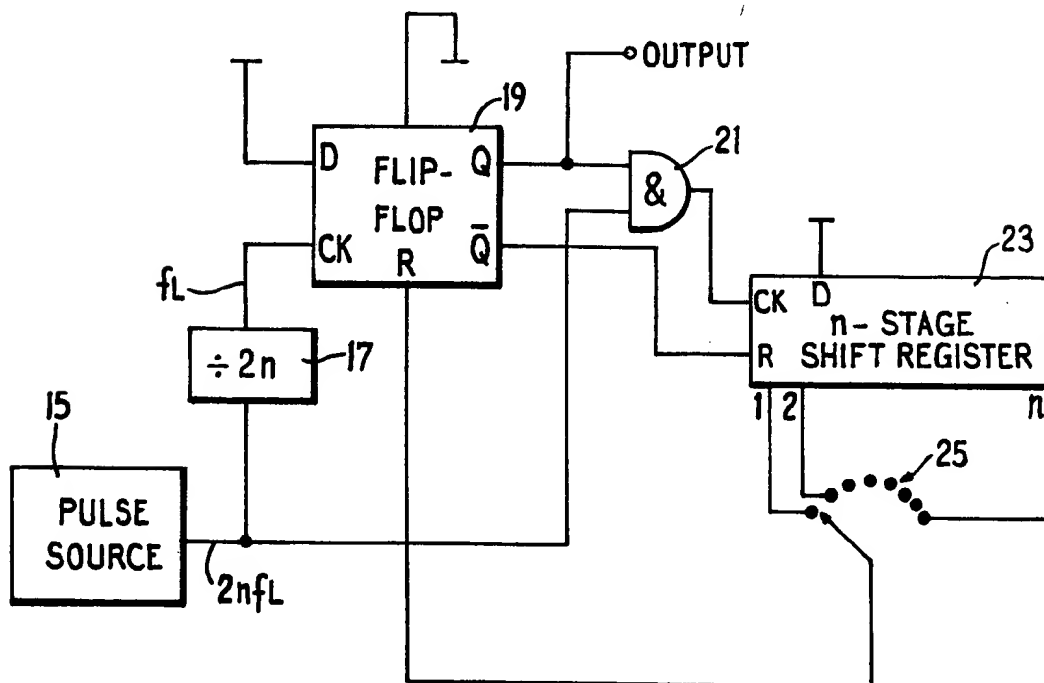 OUTPUT
19
21
D
FLIP-
FLOP
Q
CK
R
Q̅
&
fL
÷ 2n
17
23
CK
D
n- STAGE
SHIFT REGISTER
R
1
2
n
15
25
PULSE
SOURCE
2nfL